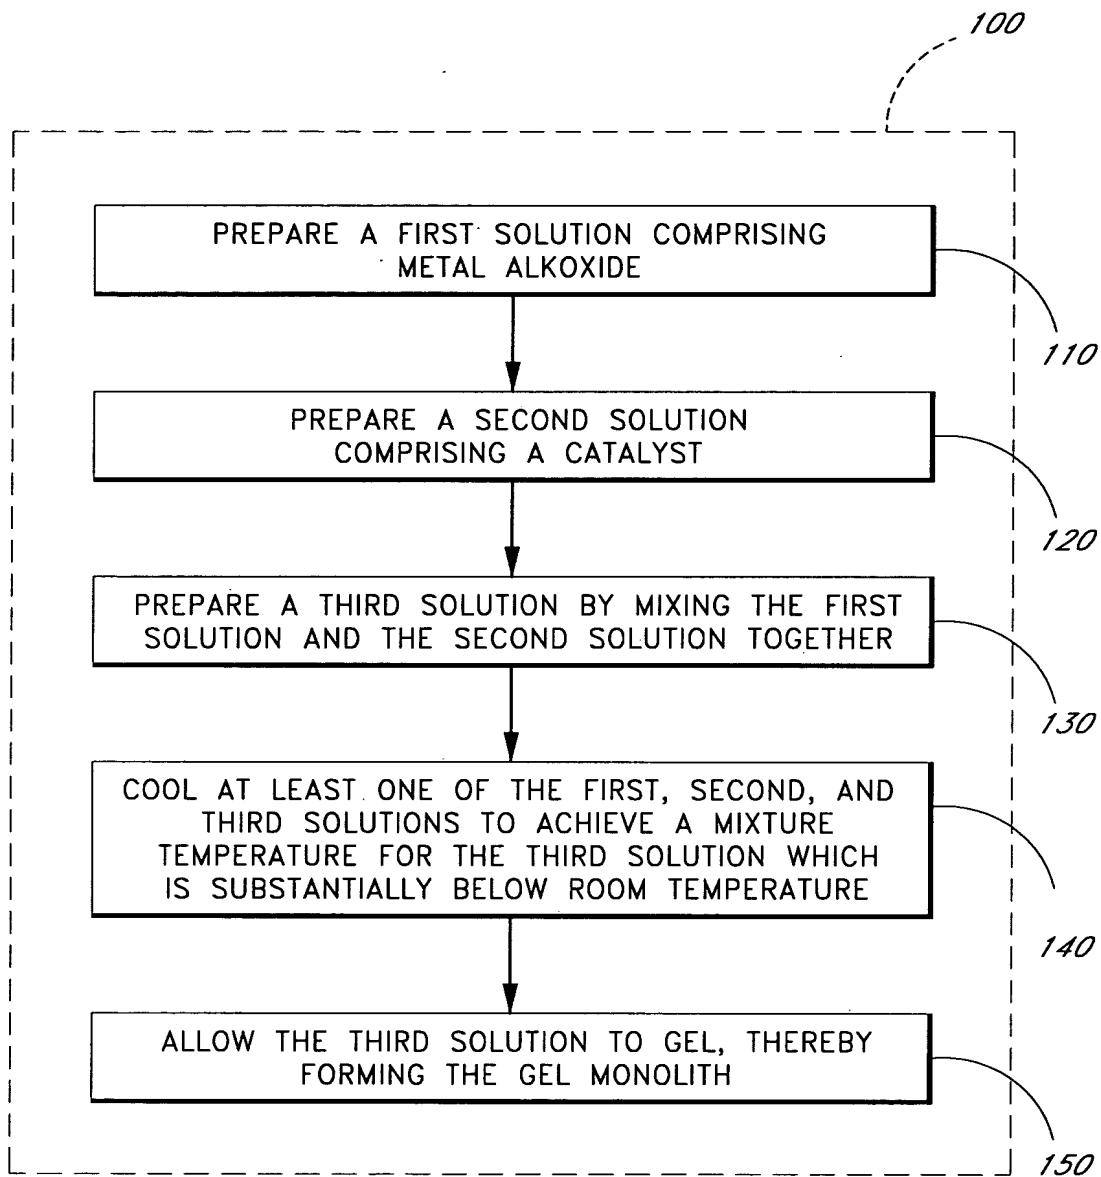 100
PREPARE A FIRST SOLUTION COMPRISING
METAL ALKOXIDE
110
PREPARE A SECOND SOLUTION
COMPRISING A CATALYST
120
PREPARE A THIRD SOLUTION BY MIXING THE FIRST
SOLUTION AND THE SECOND SOLUTION TOGETHER
130
COOL AT LEAST ONE OF THE FIRST, SECOND, AND
THIRD SOLUTIONS TO ACHIEVE A MIXTURE
TEMPERATURE FOR THE THIRD SOLUTION WHICH
IS SUBSTANTIALLY BELOW ROOM TEMPERATURE
140
ALLOW THE THIRD SOLUTION TO GEL, THEREBY
FORMING THE GEL MONOLITH
150